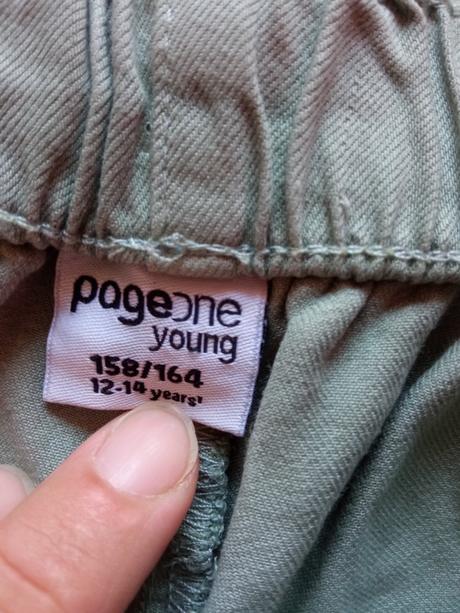 pageone
young
158/164
12-14 years'